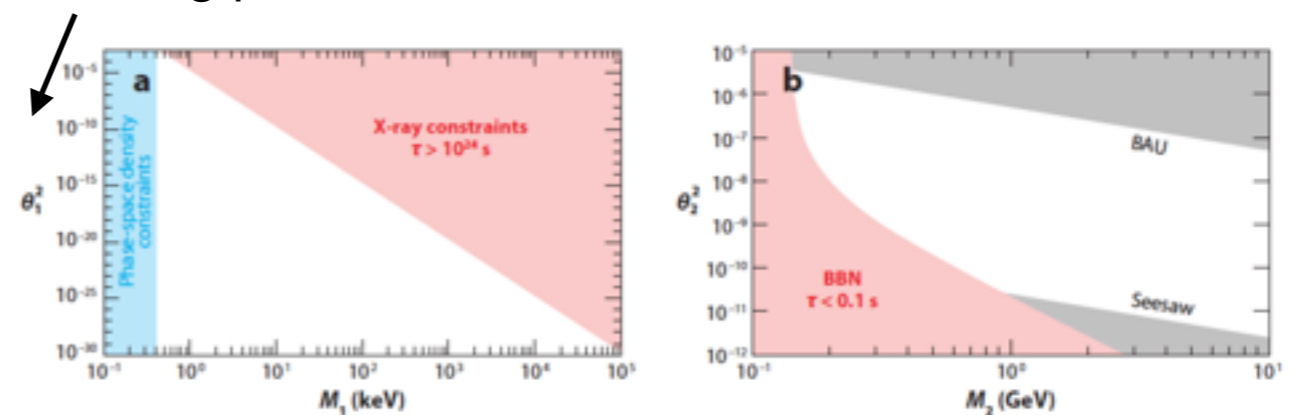 a
Phase-space density
constraints
X-ray constraints
τ > 10²⁴ s
θ₁²
10⁻⁵
10⁻¹⁰
10⁻¹⁵
10⁻²⁰
10⁻²⁵
10⁻³⁰
10⁻¹ 10⁰ 10¹ 10² 10³ 10⁴ 10⁵
M₁ (keV)
b
BAU
BBN
τ < 0.1 s
Seesaw
θ₂²
10⁻⁵
10⁻⁶
10⁻⁷
10⁻⁸
10⁻⁹
10⁻¹⁰
10⁻¹¹
10⁻¹²
10⁻¹ 10⁰ 10¹
M₂ (GeV)